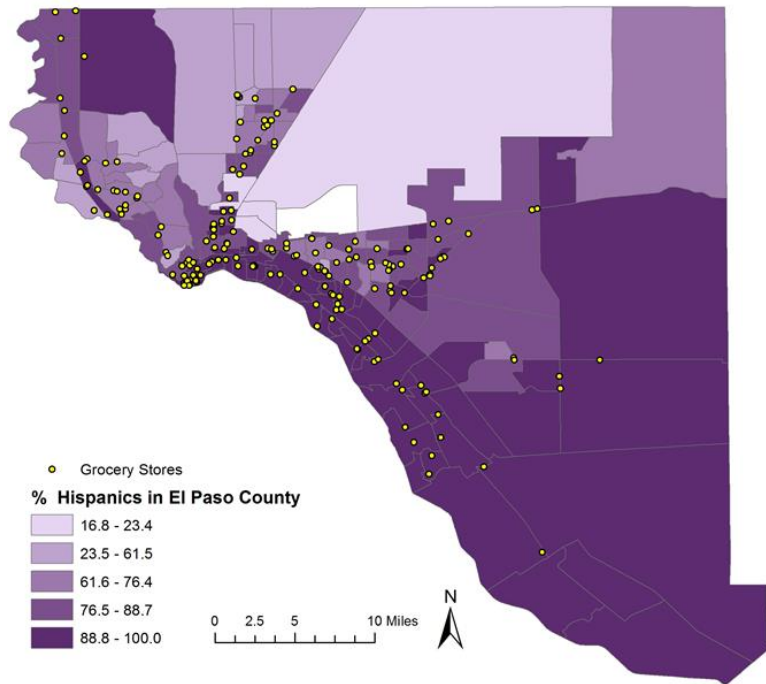 Grocery Stores
% Hispanics in El Paso County
16.8 - 23.4
23.5 - 61.5
61.6 - 76.4
76.5 - 88.7
88.8 - 100.0
0 2.5 5 10 Miles
N